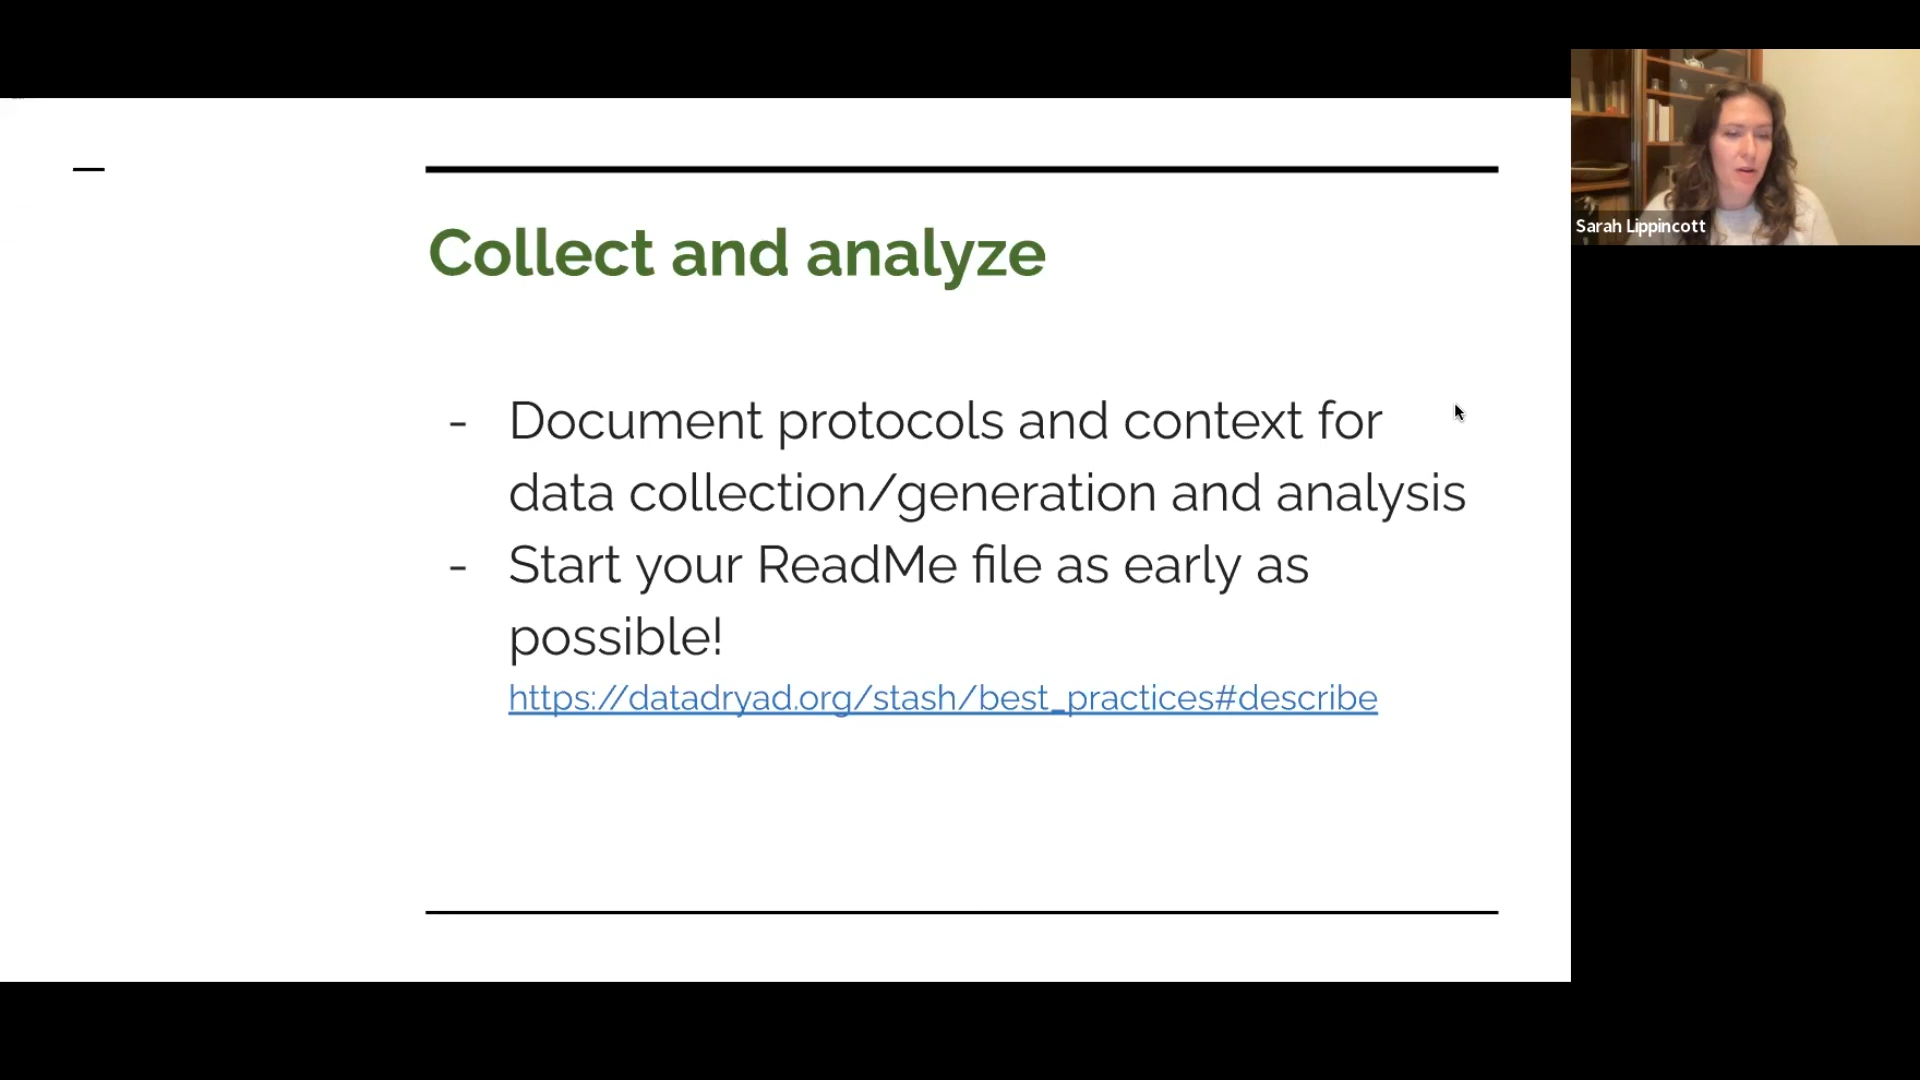 Collect and analyze
- Document protocols and context for
data collection/generation and analysis
- Start your ReadMe file as early as
possible!
https://datadryad.org/stash/best_practices#describe
Sarah Lippincott